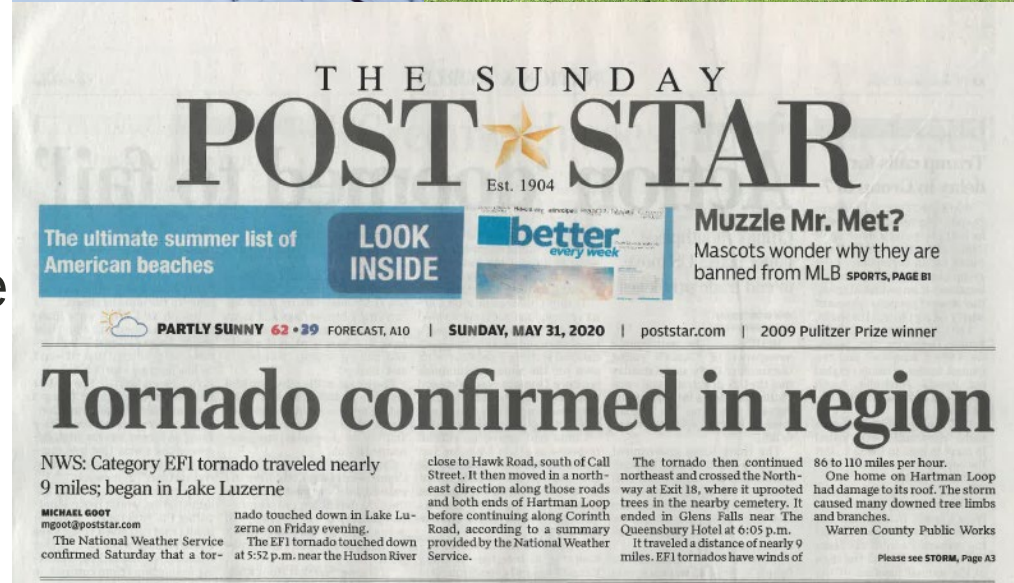 THE SUNDAY
POST STAR
Est. 1904
The ultimate summer list of
American beaches
LOOK
INSIDE
better
every week
Muzzle Mr. Met?
Mascots wonder why they are
banned from MLB SPORTS, PAGE B1
PARTLY SUNNY 62 • 39 FORECAST, A10 | SUNDAY, MAY 31, 2020 | poststar.com | 2009 Pulitzer Prize winner
Tornado confirmed in region
NWS: Category EF1 tornado traveled nearly
9 miles; began in Lake Luzerne
MICHAEL GOOT
mgoot@poststar.com
The National Weather Service
confirmed Saturday that a tor-
nado touched down in Lake Lu-
zerne on Friday evening.
The EF1 tornado touched down
at 5:52 p.m. near the Hudson River
close to Hawk Road, south of Call
Street. It then moved in a north-
east direction along those roads
and both ends of Hartman Loop
before continuing along Corinth
Road, according to a summary
provided by the National Weather
Service.
The tornado then continued
northeast and crossed the North-
way at Exit 18, where it uprooted
trees in the nearby cemetery. It
ended in Glens Falls near The
Queensbury Hotel at 6:05 p.m.
It traveled a distance of nearly 9
miles. EF1 tornados have winds of
86 to 110 miles per hour.
One home on Hartman Loop
had damage to its roof. The storm
caused many downed tree limbs
and branches.
Warren County Public Works
Please see STORM, Page A3